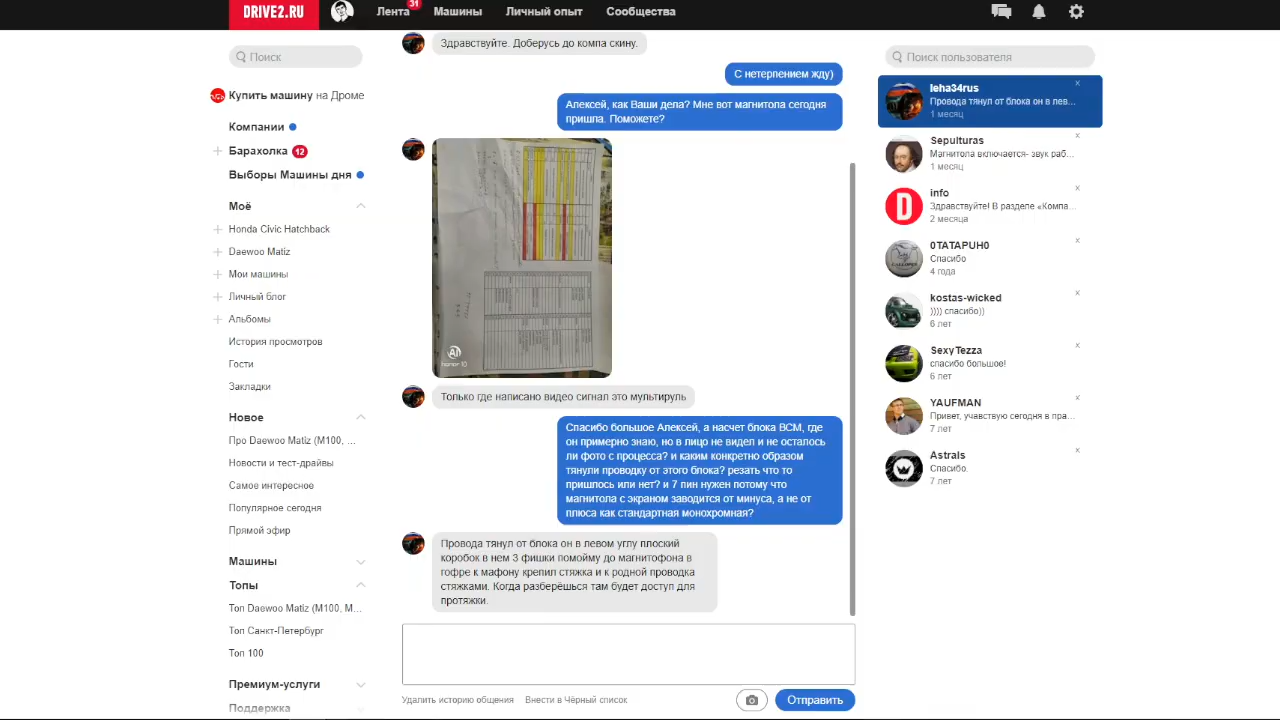 DRIVE2.RU
Лента
31
Машины
Личный опыт
Сообщества
Поиск
Купить машину на Дроме
Компании
Барахолка 12
Выборы Машины дня
Моё
Honda Civic Hatchback
Daewoo Matiz
Мои машины
Личный блог
Альбомы
История просмотров
Гости
Закладки
Новое
Про Daewoo Matiz (M100, ...
Новости и тест-драйвы
Самое интересное
Популярное сегодня
Прямой эфир
Машины
Топы
Топ Daewoo Matiz (M100, M...
Топ Санкт-Петербург
Топ 100
Премиум-услуги
Поддержка
Здравствуйте. Доберусь до компа скину.
С нетерпением жду)
Алексей, как Ваши дела? Мне вот магнитола сегодня
пришла. Поможете?
honor 10
Только где написано видео сигнал это мультируль
Спасибо большое Алексей, а насчет блока BCM, где
он примерно знаю, но в лицо не видел и не осталось
ли фото с процесса? и каким конкретно образом
тянули проводку от этого блока? резать что то
пришлось или нет? и 7 пин нужен потому что
магнитола с экраном заводится от минуса, а не от
плюса как стандартная монохромная?
Провода тянул от блока он в левом углу плоский
коробок в нем 3 фишки помойму до магнитофона в
гофре к мафону крепил стяжка и к родной проводка
стяжками. Когда разберёшься там будет доступ для
протяжки.
Удалить историю общения
Внести в Чёрный список
Отправить
Поиск пользователя
leha34rus
Провода тянул от блока он в лев...
1 месяц
Sepulturas
Магнитола включается- звук раб...
1 месяц
info
Здравствуйте! В разделе «Компа...
2 месяца
0TATAPUH0
Спасибо
4 года
kostas-wicked
)))) спасибо))
6 лет
SexyTezza
спасибо большое!
6 лет
YAUFMAN
Привет, учавствую сегодня в пра...
7 лет
Astrals
Спасибо.
7 лет